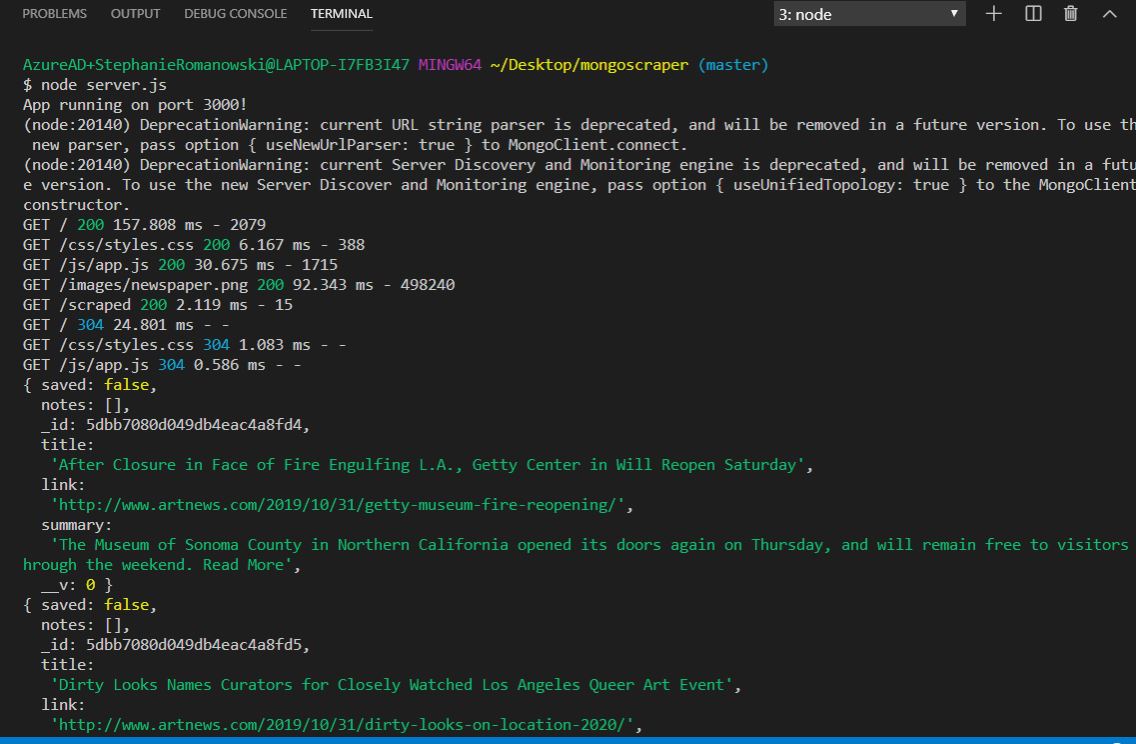 PROBLEMS OUTPUT DEBUG CONSOLE TERMINAL 3: node
AzureAD+StephanieRomanowski@LAPTOP-I7FB3I47 MINGW64 ~/Desktop/mongoscraper (master)
$ node server.js
App running on port 3000!
(node:20140) DeprecationWarning: current URL string parser is deprecated, and will be removed in a future version. To use th
new parser, pass option { useNewUrlParser: true } to MongoClient.connect.
(node:20140) DeprecationWarning: current Server Discovery and Monitoring engine is deprecated, and will be removed in a futu
e version. To use the new Server Discover and Monitoring engine, pass option { useUnifiedTopology: true } to the MongoClient
constructor.
GET / 200 157.808 ms - 2079
GET /css/styles.css 200 6.167 ms - 388
GET /js/app.js 200 30.675 ms - 1715
GET /images/newspaper.png 200 92.343 ms - 498240
GET /scraped 200 2.119 ms - 15
GET / 304 24.801 ms - -
GET /css/styles.css 304 1.083 ms - -
GET /js/app.js 304 0.586 ms - -
{ saved: false,
notes: [],
_id: 5dbb7080d049db4eac4a8fd4,
title:
'After Closure in Face of Fire Engulfing L.A., Getty Center in Will Reopen Saturday',
link:
'http://www.artnews.com/2019/10/31/getty-museum-fire-reopening/',
summary:
'The Museum of Sonoma County in Northern California opened its doors again on Thursday, and will remain free to visitors
hrough the weekend. Read More',
__v: 0 }
{ saved: false,
notes: [],
_id: 5dbb7080d049db4eac4a8fd5,
title:
'Dirty Looks Names Curators for Closely Watched Los Angeles Queer Art Event',
link:
'http://www.artnews.com/2019/10/31/dirty-looks-on-location-2020/',